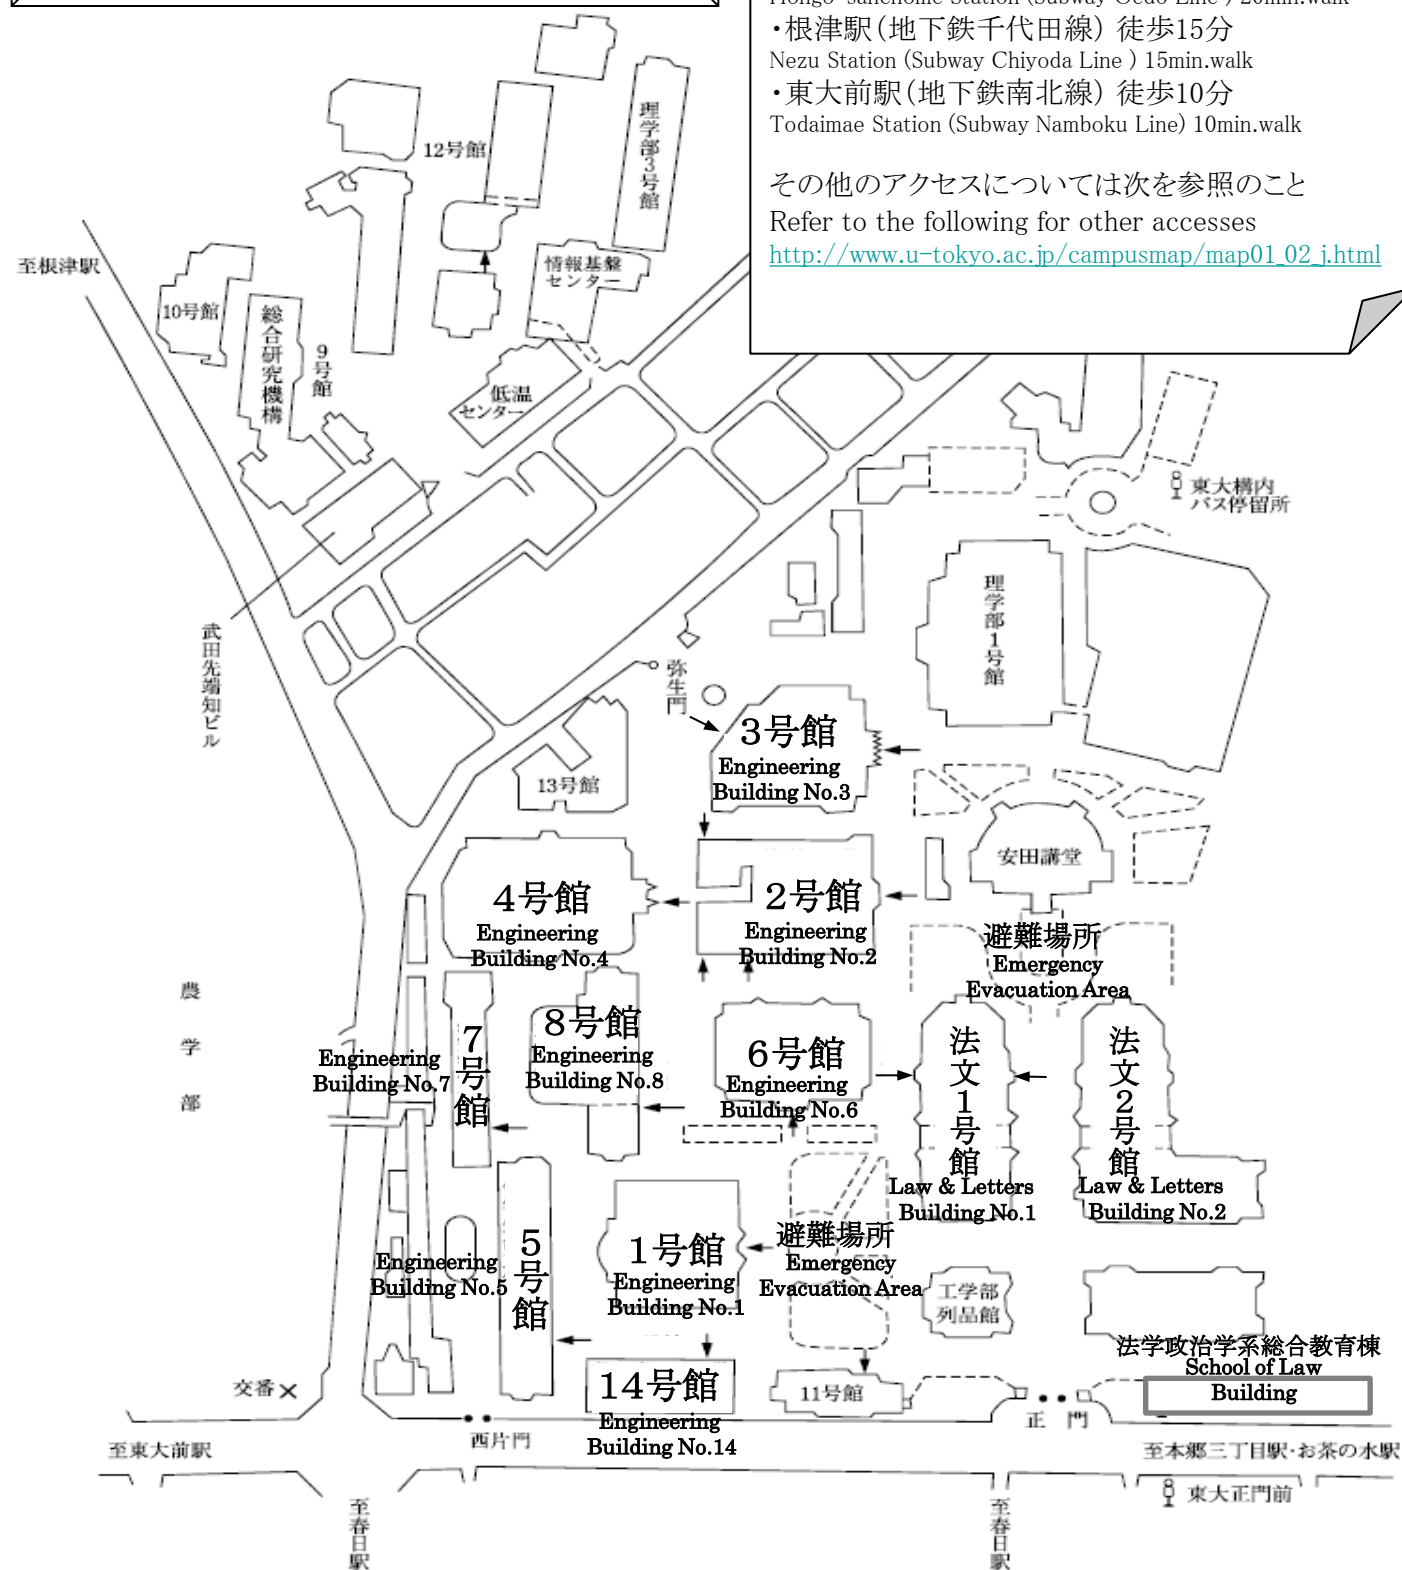 ・根津駅(地下鉄千代田線) 徒歩15分
Nezu Station (Subway Chiyoda Line ) 15min.walk
・東大前駅(地下鉄南北線) 徒歩10分
Todaimae Station (Subway Namboku Line) 10min.walk
その他のアクセスについては次を参照のこと
Refer to the following for other accesses
http://www.u-tokyo.ac.jp/campusmap/map01_02_j.html
理学部3号館
12号館
至根津駅
情報基盤
センター
10号館
総合研究機構
9号館
低温
センター
東大構内
バス停留所
理学部1号館
武田先端知ビル
弥生門
3号館
Engineering
Building No.3
13号館
安田講堂
4号館
Engineering
Building No.4
2号館
Engineering
Building No.2
避難場所
Emergency
Evacuation Area
農学部
7号館
Engineering
Building No.7
8号館
Engineering
Building No.8
6号館
Engineering
Building No.6
法文1号館
Law & Letters
Building No.1
法文2号館
Law & Letters
Building No.2
5号館
Engineering
Building No.5
1号館
Engineering
Building No.1
避難場所
Emergency
Evacuation Area
工学部
列品館
法学政治学系総合教育棟
School of Law
Building
交番
14号館
Engineering
Building No.14
11号館
正門
西片門
至東大前駅
至本郷三丁目駅·お茶の水駅
東大正門前
至春日駅
至春日駅